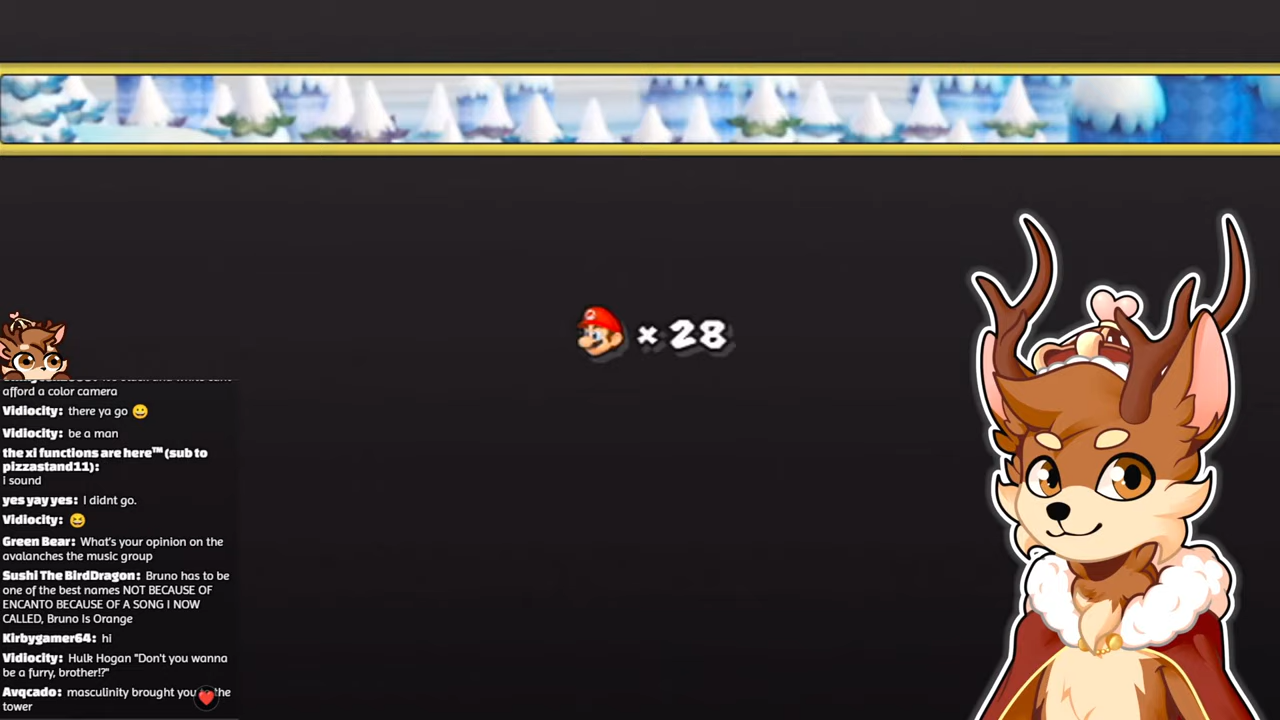 × 28
afford a color camera
Vidiocity: there ya go
Vidiocity: be a man
the xi functions are here™ (sub to
pizzastand11):
i sound
yes yay yes: I didnt go.
Vidiocity:
Green Bear: What's your opinion on the
avalanches the music group
Sushi The BirdDragon: Bruno has to be
one of the best names NOT BECAUSE OF
ENCANTO BECAUSE OF A SONG I NOW
CALLED, Bruno Is Orange
Kirbygamer64: hi
Vidiocity: Hulk Hogan "Don't you wanna
be a furry, brother!?"
Avqcado: masculinity brought you to the
tower